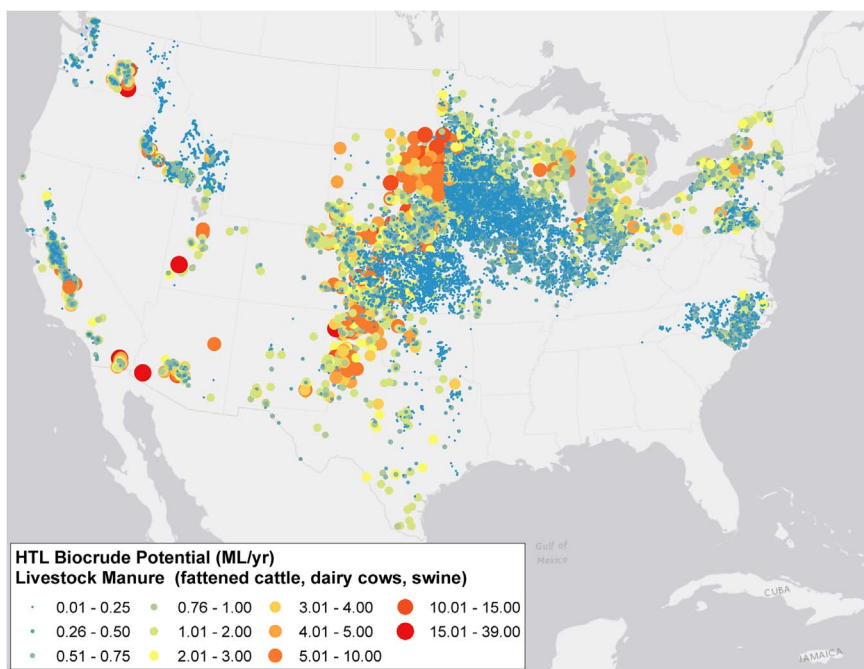 Gulf of
Mexico
CUBA
JAMAICA
HTL Biocrude Potential (ML/yr)
Livestock Manure (fattened cattle, dairy cows, swine)
0.01 - 0.25
0.76 - 1.00
3.01 - 4.00
10.01 - 15.00
0.26 - 0.50
1.01 - 2.00
4.01 - 5.00
15.01 - 39.00
0.51 - 0.75
2.01 - 3.00
5.01 - 10.00